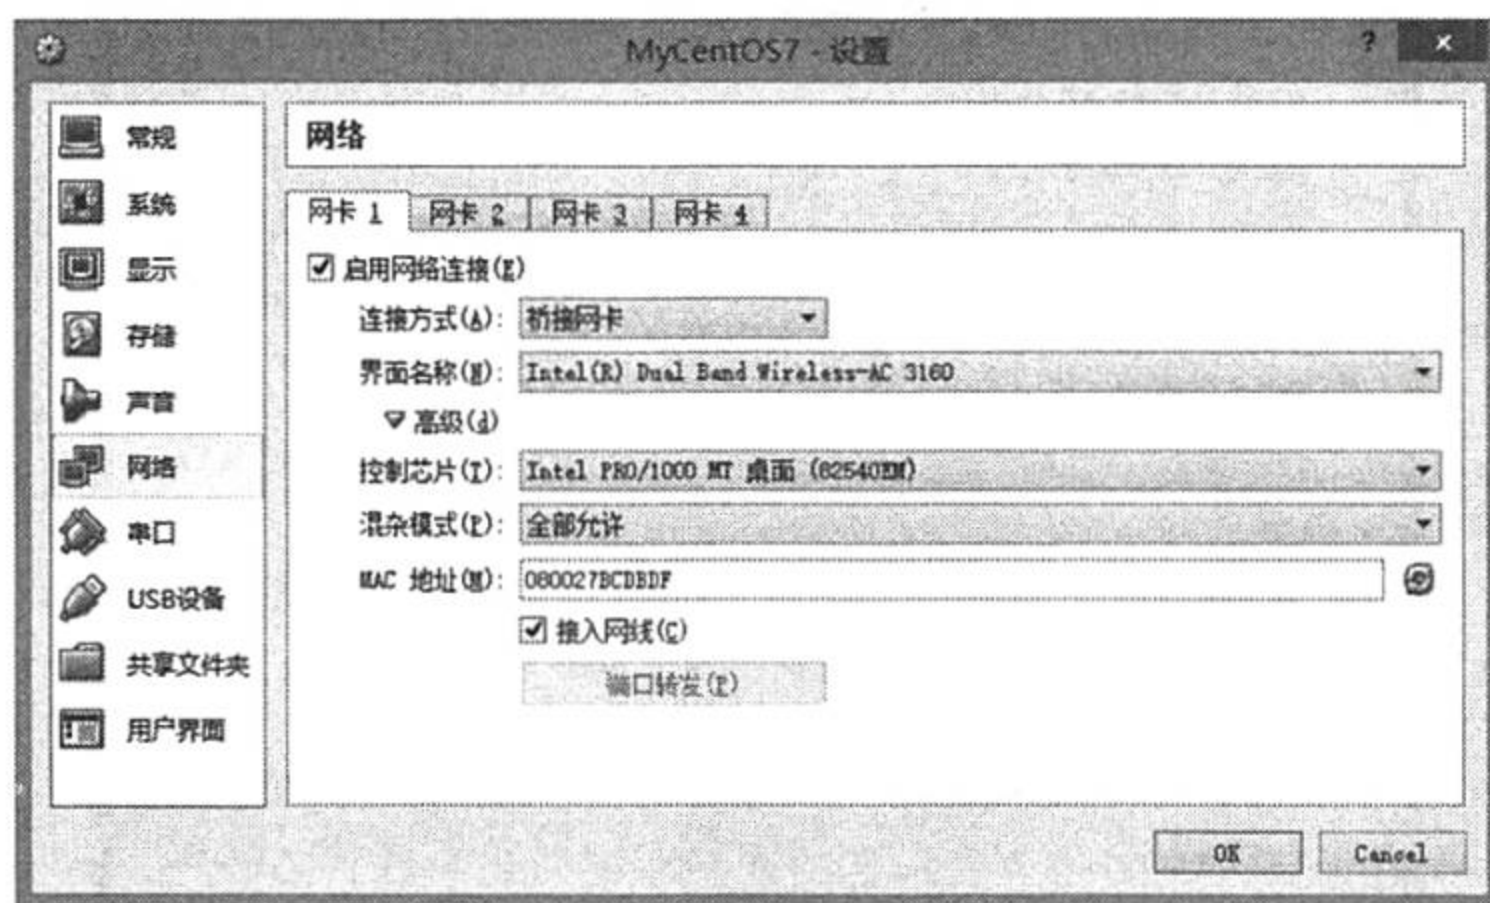 MyCentOS7 - 设置
?
常规
系统
显示
存储
声音
网络
串口
USB设备
共享文件夹
用户界面
网络
网卡 1
网卡 2
网卡 3
网卡 4
启用网络连接(E)
连接方式(A): 桥接网卡
界面名称(N): Intel(R) Dual Band Wireless-AC 3160
高级(d)
控制芯片(T): Intel PRO/1000 MT 桌面 (82540EM)
混杂模式(P): 全部允许
MAC 地址(M): 080027BCDBDF
接入网线(C)
端口转发(P)
OK
Cancel